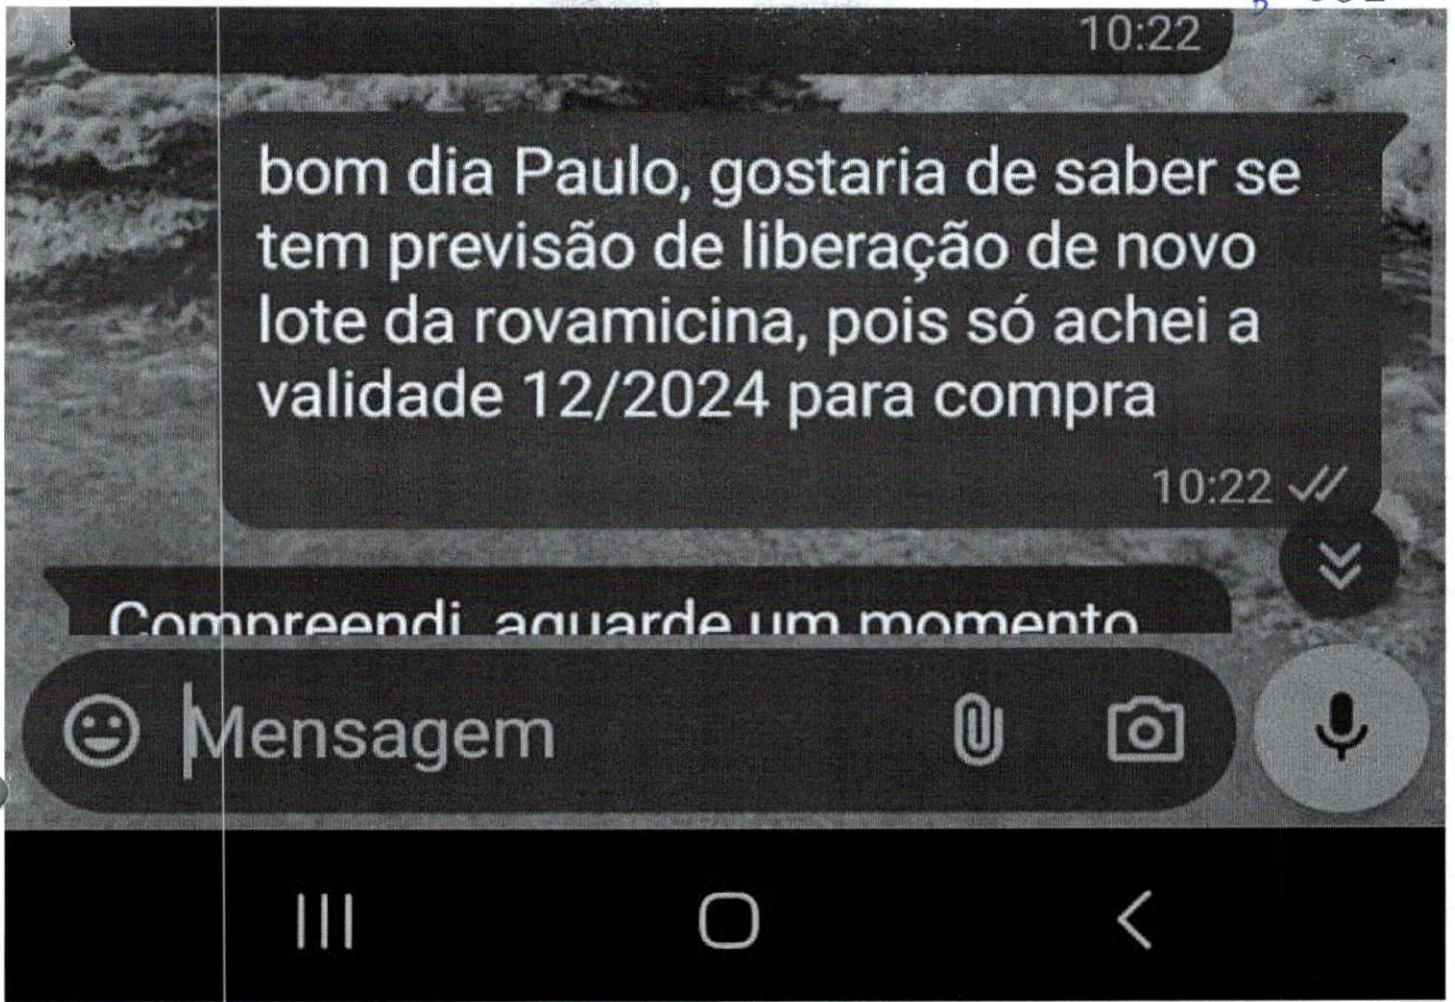 10:22
bom dia Paulo, gostaria de saber se
tem previsão de liberação de novo
lote da rovamicina, pois só achei a
validade 12/2024 para compra
10:22
Compreendi, aguarde um momento
Mensagem